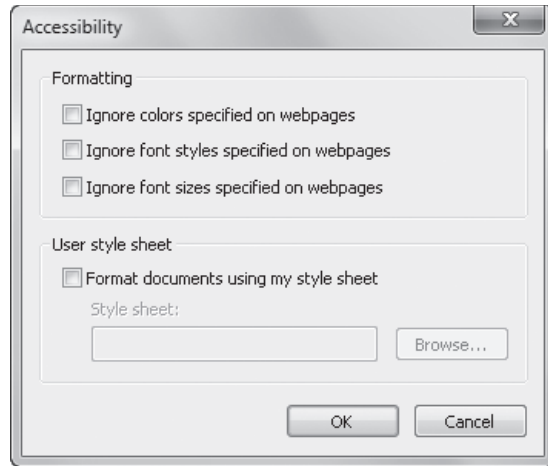 Accessibility
Formatting
Ignore colors specified on webpages
Ignore font styles specified on webpages
Ignore font sizes specified on webpages
User style sheet
Format documents using my style sheet
Style sheet:
Browse...
OK Cancel